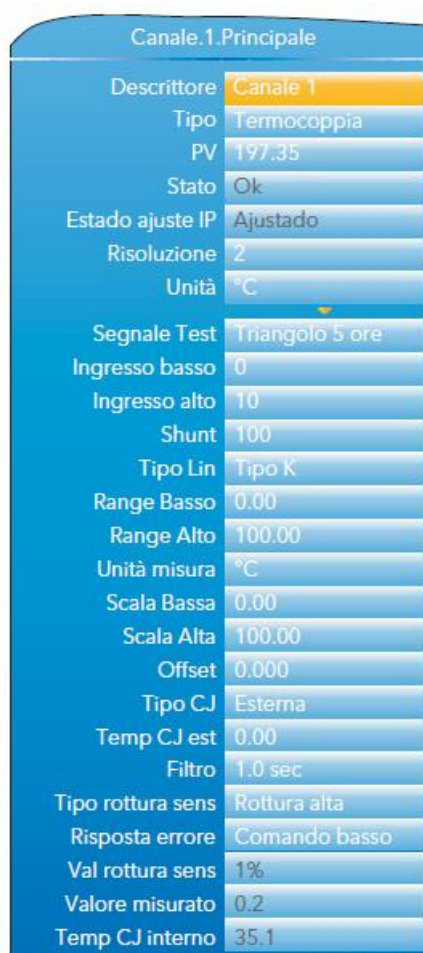 Canale.1.Principale
Descrittore Canale 1
Tipo Termocoppia
PV 197.35
Stato Ok
Estado ajuste IP Ajustado
Risoluzione 2
Unità °C
Segnale Test Triangolo 5 ore
Ingresso basso 0
Ingresso alto 10
Shunt 100
Tipo Lin Tipo K
Range Basso 0.00
Range Alto 100.00
Unità misura °C
Scala Bassa 0.00
Scala Alta 100.00
Offset 0.000
Tipo CJ Esterna
Temp CJ est 0.00
Filtro 1.0 sec
Tipo rottura sens Rottura alta
Risposta errore Comando basso
Val rottura sens 1%
Valore misurato 0.2
Temp CJ interno 35.1